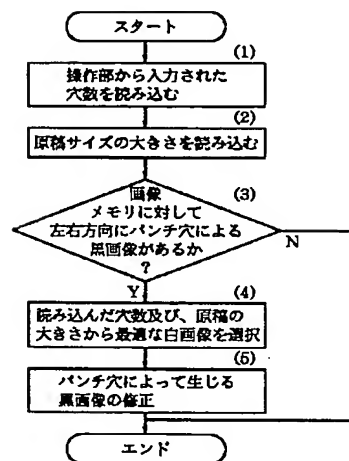 スタート
(1)
操作部から入力された
穴数を読み込む
(2)
原稿サイズの大きさを読み込む
(3)
画像
メモリに対して
左右方向にパンチ穴による
黒画像があるか
?
N
Y
(4)
読み込んだ穴数及び、原稿の
大きさから最適な白画像を選択
(5)
パンチ穴によって生じる
黒画像の修正
エンド